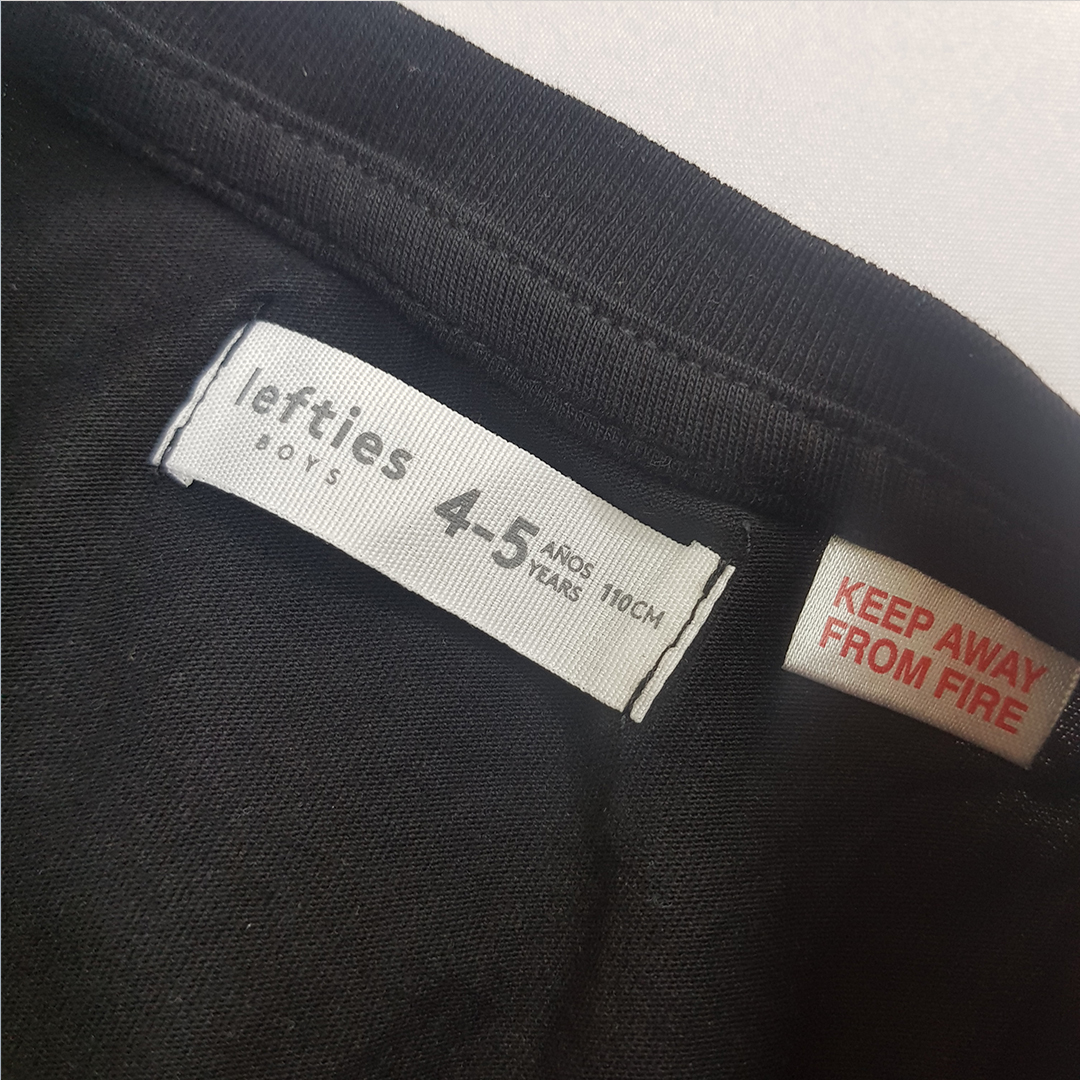 lefties
BOYS
4-5 AÑOS
YEARS 110CM
KEEP AWAY
FROM FIRE